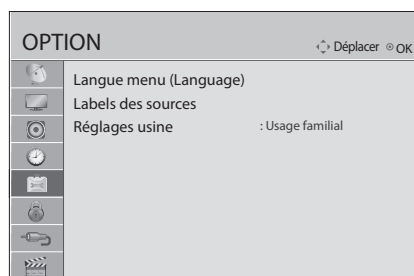 OPTION
Déplacer OK
Langue menu (Language)
Labels des sources
Réglages usine : Usage familial